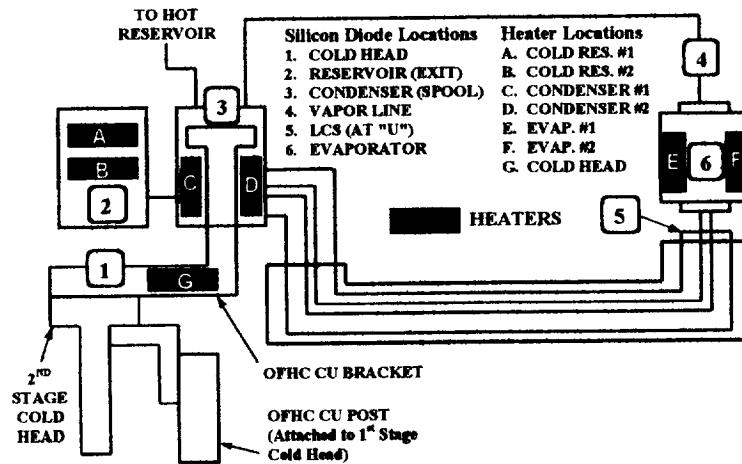 TO HOT
RESERVOIR
Silicon Diode Locations
1. COLD HEAD
2. RESERVOIR (EXIT)
3. CONDENSER (SPOOL)
4. VAPOR LINE
5. LCS (AT "U")
6. EVAPORATOR
Heater Locations
A. COLD RES. #1
B. COLD RES. #2
C. CONDENSER #1
D. CONDENSER #2
E. EVAP. #1
F. EVAP. #2
G. COLD HEAD
3
4
A
B
2
C
D
E
6
F
HEATERS
5
1
G
2ND
STAGE
COLD
HEAD
OFHC CU BRACKET
OFHC CU POST
(Attached to 1st Stage
Cold Head)